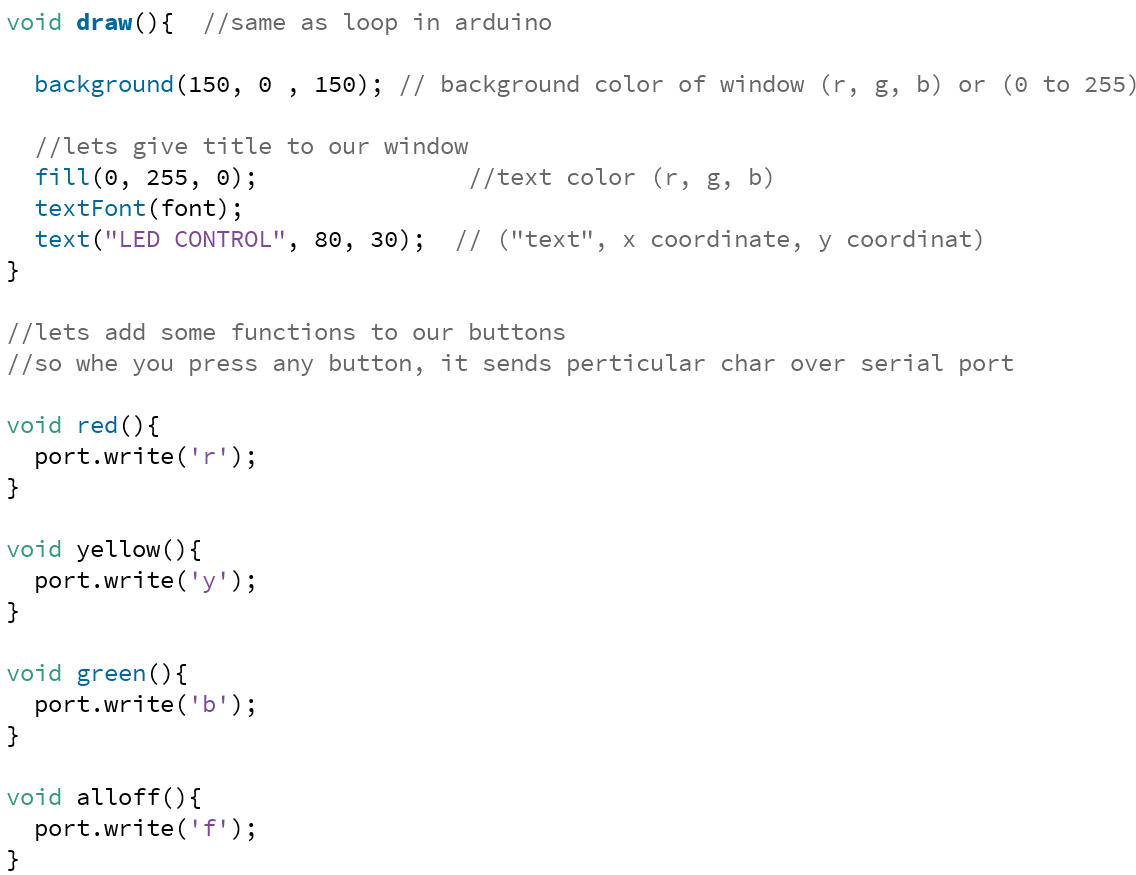 void draw(){  //same as loop in arduino
  background(150, 0 , 150); // background color of window (r, g, b) or (0 to 255)
  //lets give title to our window
  fill(0, 255, 0);               //text color (r, g, b)
  textFont(font);
  text("LED CONTROL", 80, 30);  // ("text", x coordinate, y coordinat)
}
//lets add some functions to our buttons
//so whe you press any button, it sends perticular char over serial port
void red(){
  port.write('r');
}
void yellow(){
  port.write('y');
}
void green(){
  port.write('b');
}
void alloff(){
  port.write('f');
}